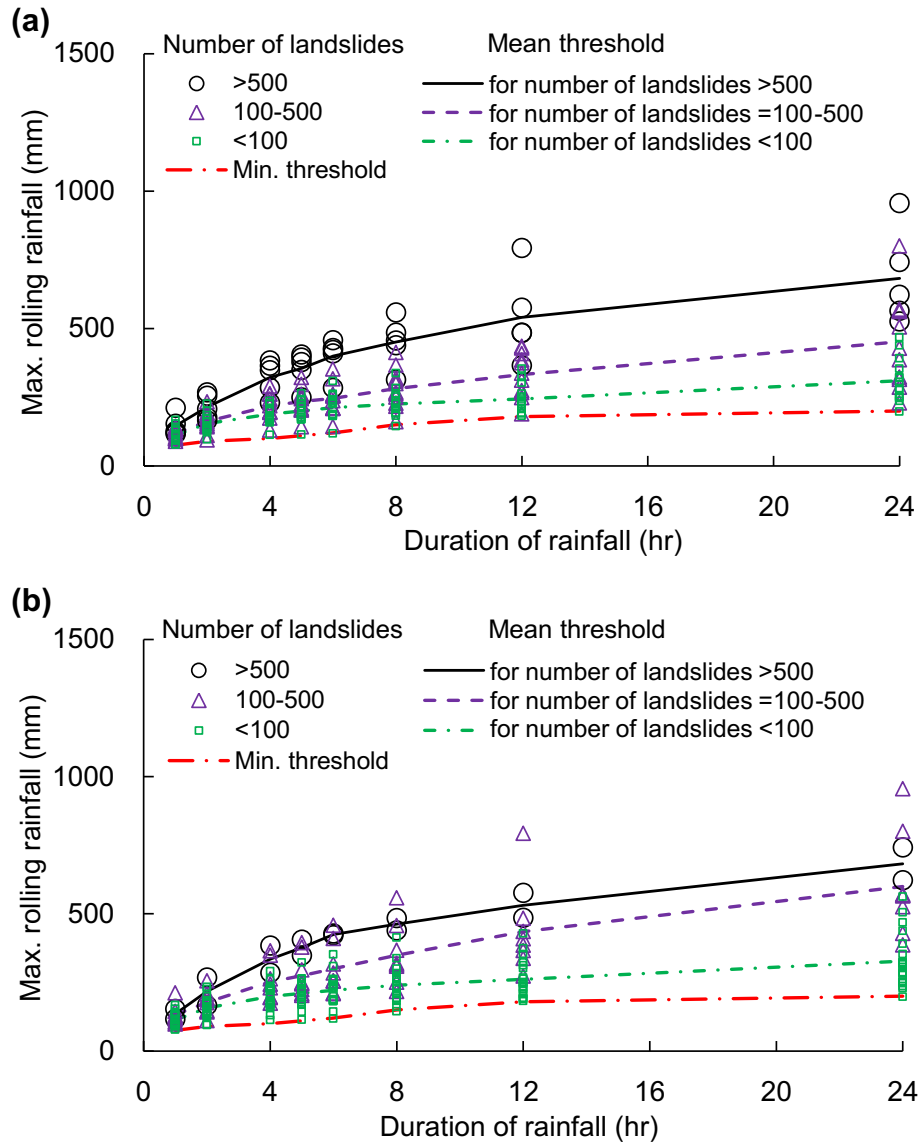 (a)
Number of landslides
Mean threshold
>500
for number of landslides >500
100-500
for number of landslides =100-500
<100
for number of landslides <100
Min. threshold
1500
1000
500
0
Max. rolling rainfall (mm)
0 4 8 12 16 20 24
Duration of rainfall (hr)
(b)
Number of landslides
Mean threshold
>500
for number of landslides >500
100-500
for number of landslides =100-500
<100
for number of landslides <100
Min. threshold
1500
1000
500
0
Max. rolling rainfall (mm)
0 4 8 12 16 20 24
Duration of rainfall (hr)